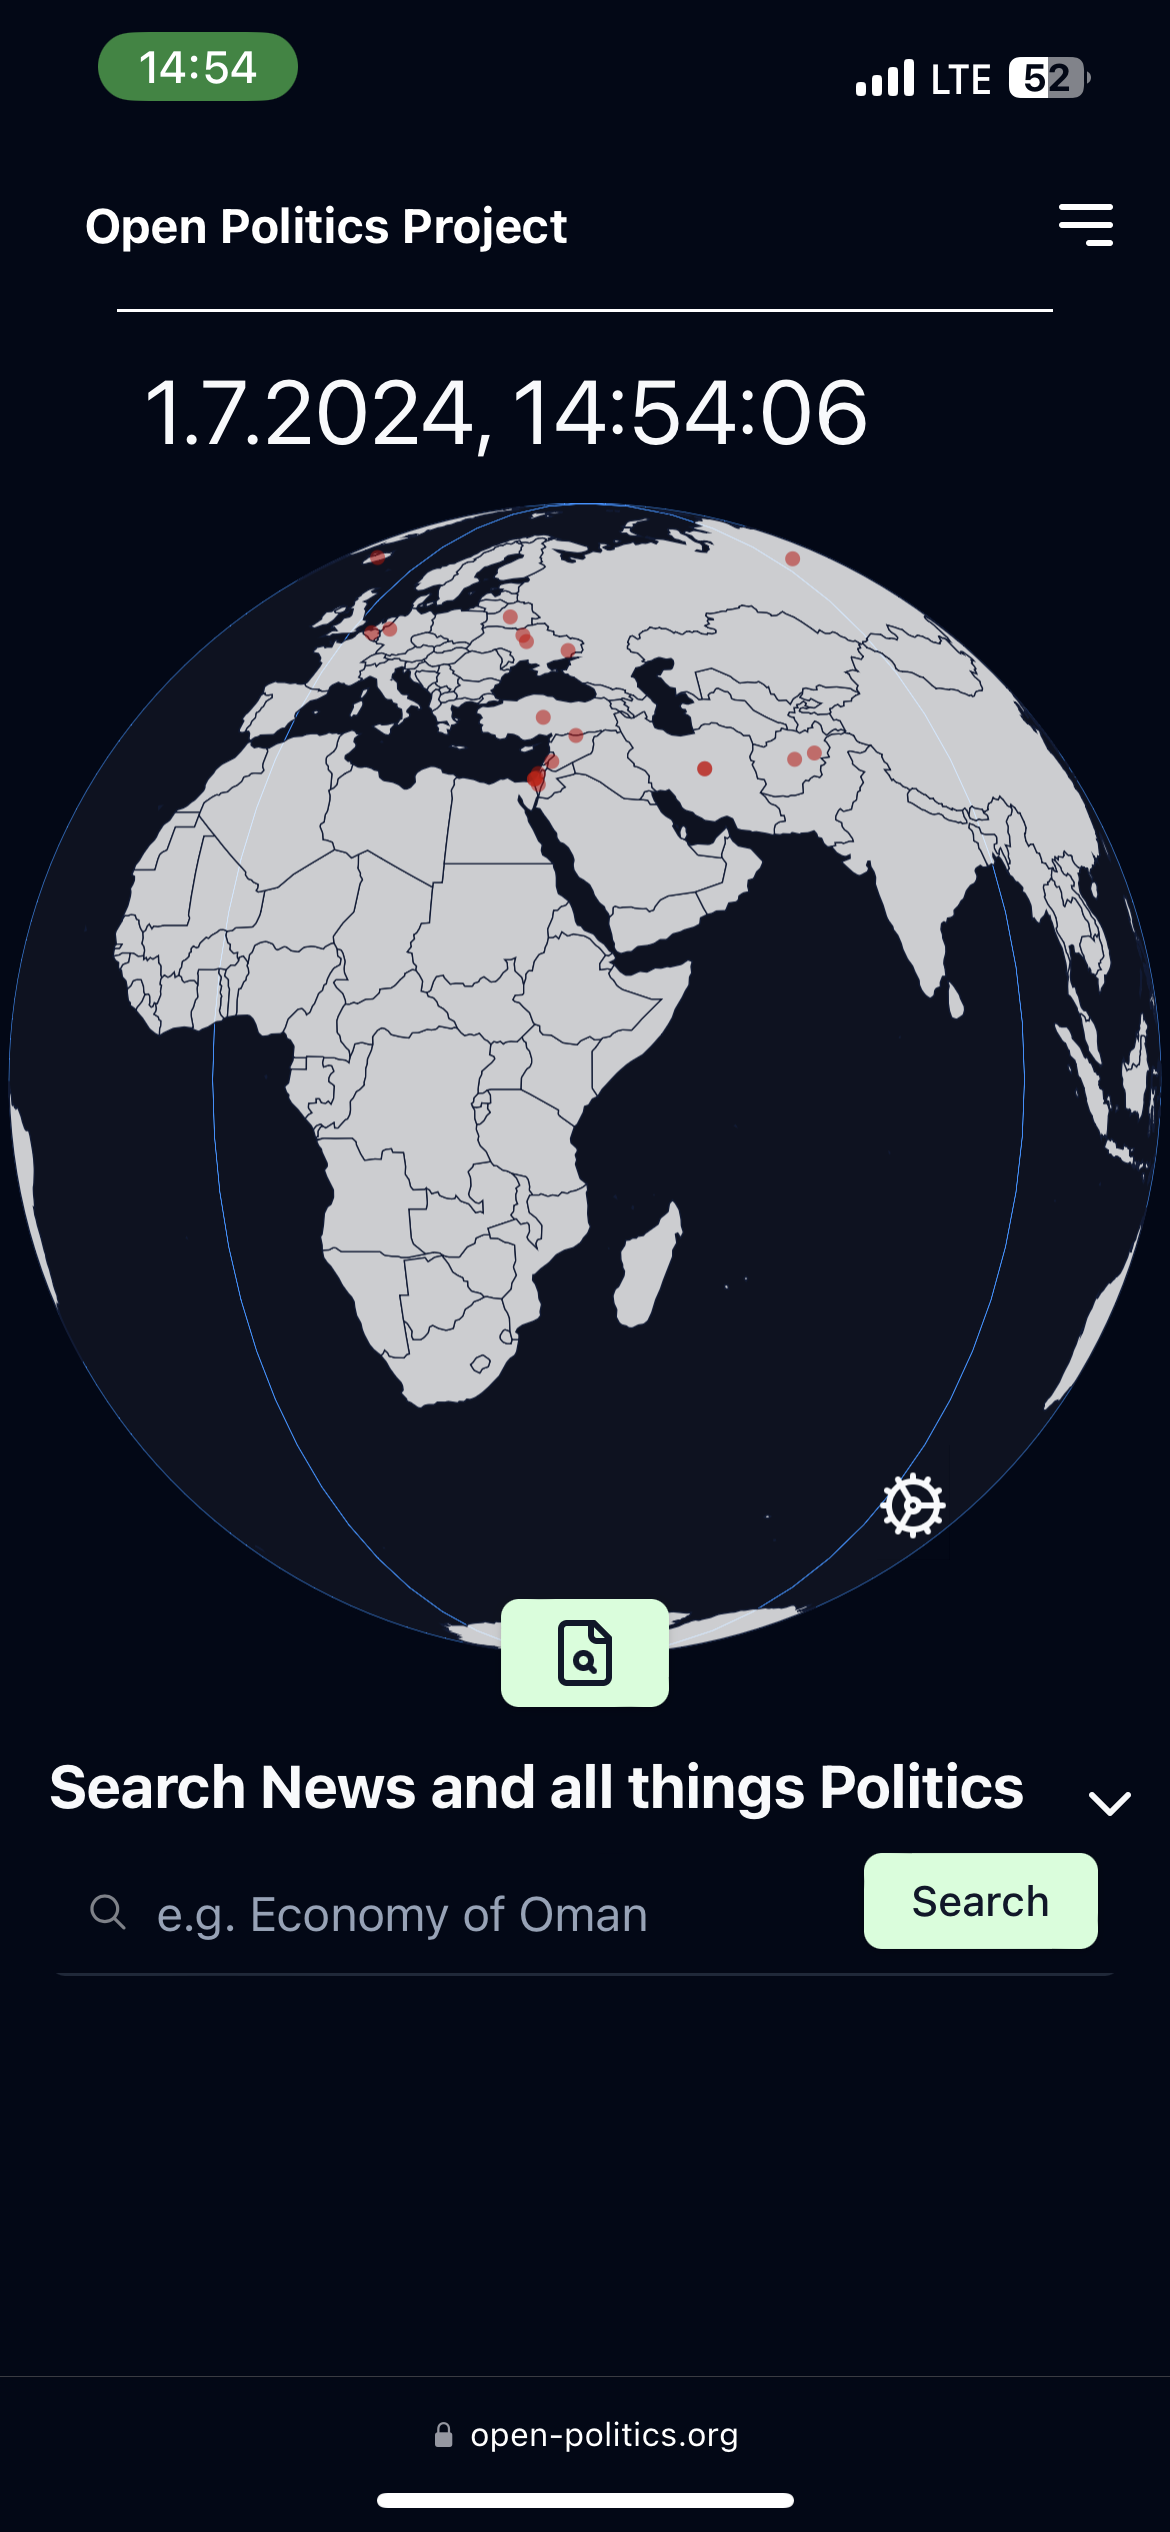 14:54
LTE 52
Open Politics Project
1.7.2024, 14:54:06
Search News and all things Politics
e.g. Economy of Oman
Search
open-politics.org